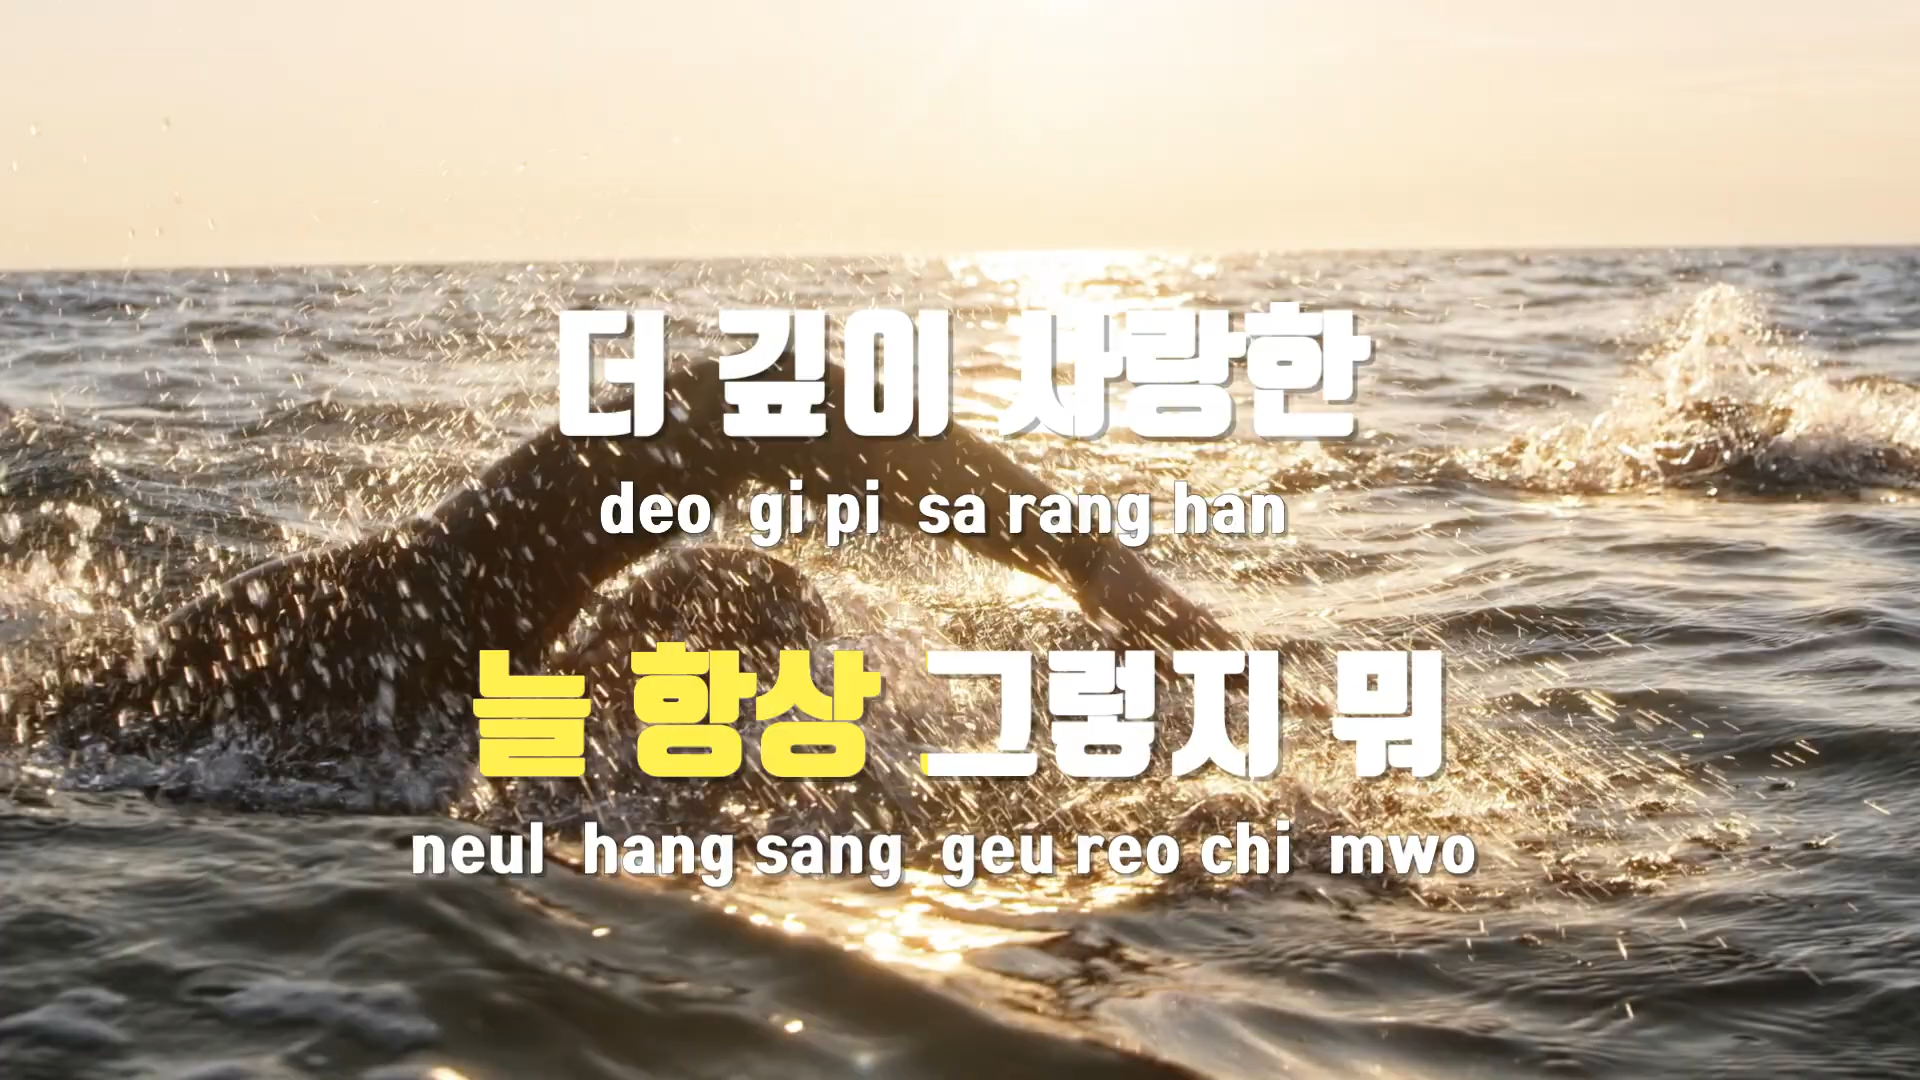 더 깊이 사랑한
deo gi pi sa rang han
늘 항상 그렇지 뭐
neul hang sang geu reo chi mwo